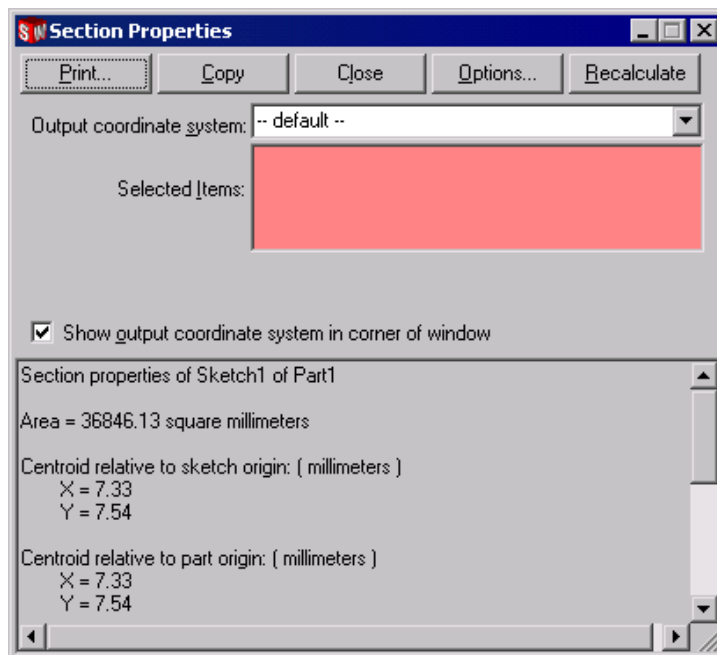 SW Section Properties
Print... Copy Close Options... Recalculate
Output coordinate system: -- default --
Selected Items:
Show output coordinate system in corner of window
Section properties of Sketch1 of Part1
Area = 36846.13 square millimeters
Centroid relative to sketch origin: ( millimeters )
X = 7.33
Y = 7.54
Centroid relative to part origin: ( millimeters )
X = 7.33
Y = 7.54